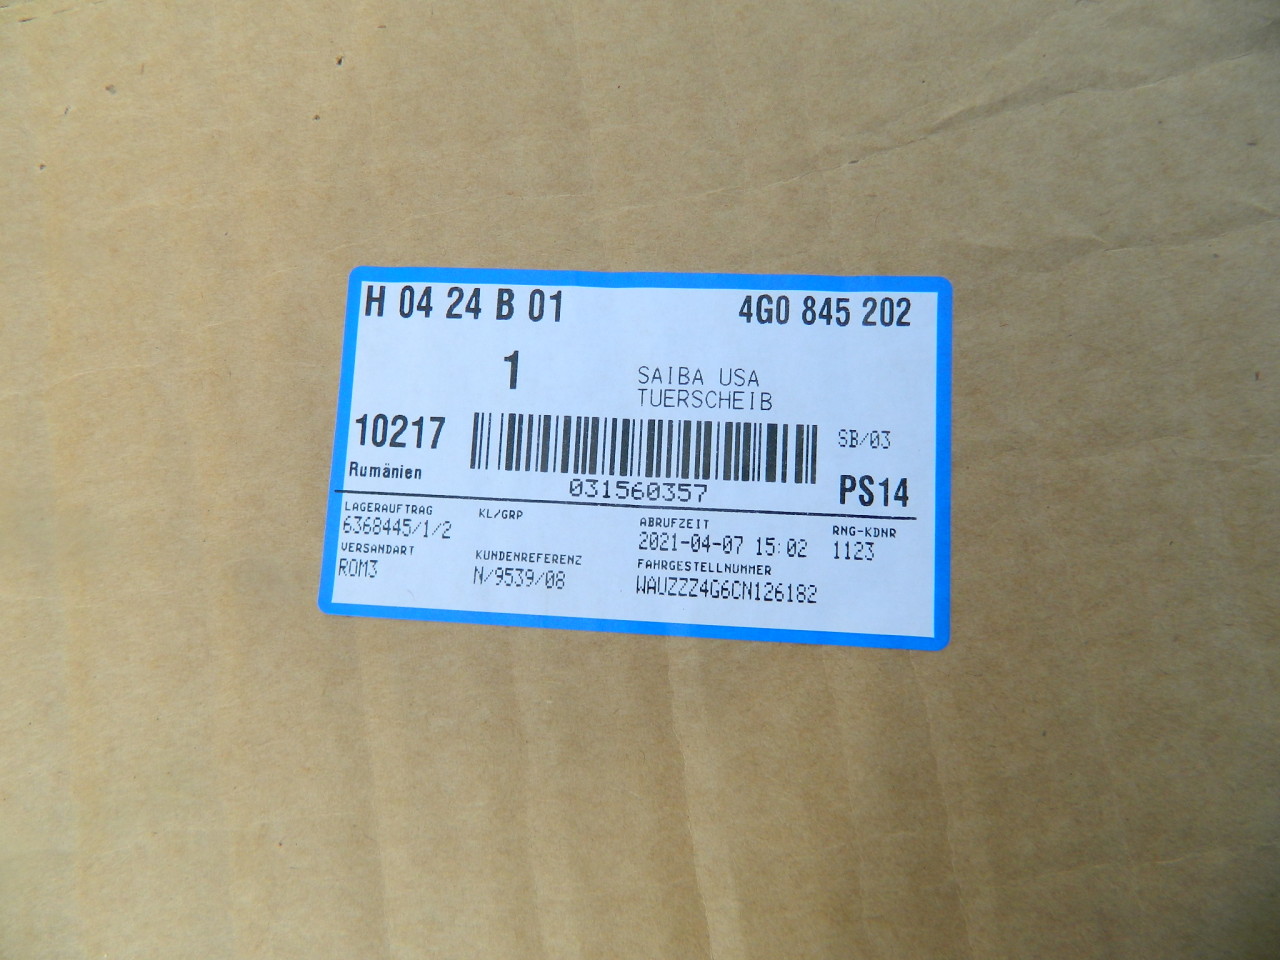 H 04 24 B 01
4G0 845 202
1
SAIBA USA
TUERSCHEIB
10217
SB/03
Rumänien
031560357
PS14
LAGERAUFTRAG
6368445/1/2
KL/GRP
ABRUFZEIT
2021-04-07 15:02
RNG-KDNR
1123
VERSANDART
ROM3
KUNDENREFERENZ
N/9539/08
FAHRGESTELLNUMMER
WAUZZZ4G6CN126182